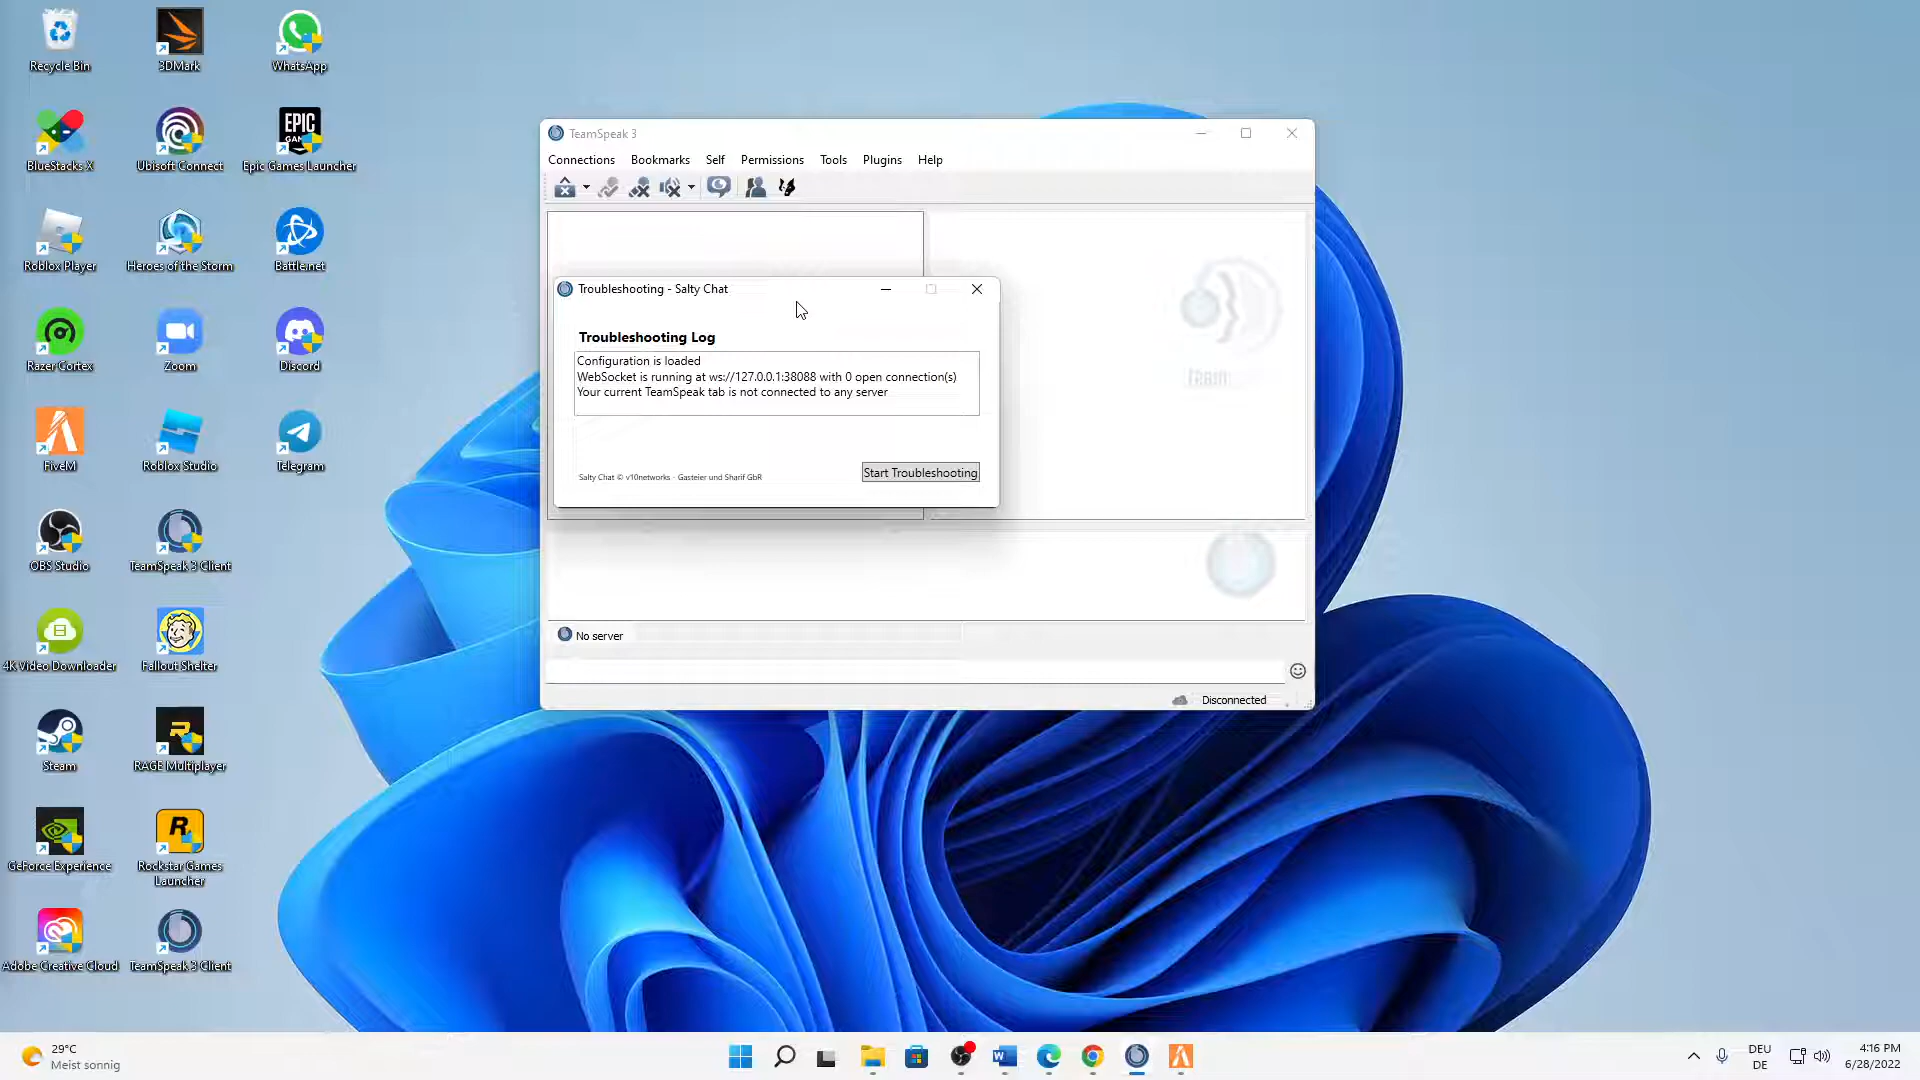 Recycle Bin
3DMark
WhatsApp
BlueStacks X
Ubisoft Connect
EPIC
Epic Games Launcher
Roblox Player
Heroes of the Storm
Battle.net
Razer Cortex
Zoom
Discord
FiveM
Roblox Studio
Telegram
OBS Studio
TeamSpeak 3 Client
4K Video Downloader
Fallout Shelter
Steam
RAGE Multiplayer
GeForce Experience
Rockstar Games
Launcher
Adobe Creative Cloud
TeamSpeak 3 Client
TeamSpeak 3
Connections Bookmarks Self Permissions Tools Plugins Help
Troubleshooting - Salty Chat
Troubleshooting Log
Configuration is loaded
WebSocket is running at ws://127.0.0.1:38088 with 0 open connection(s)
Your current TeamSpeak tab is not connected to any server
Salty Chat © v10networks - Gasteier und Sharif GbR
Start Troubleshooting
team
No server
Disconnected
29°C
Meist sonnig
DEU
DE
4:16 PM
6/28/2022